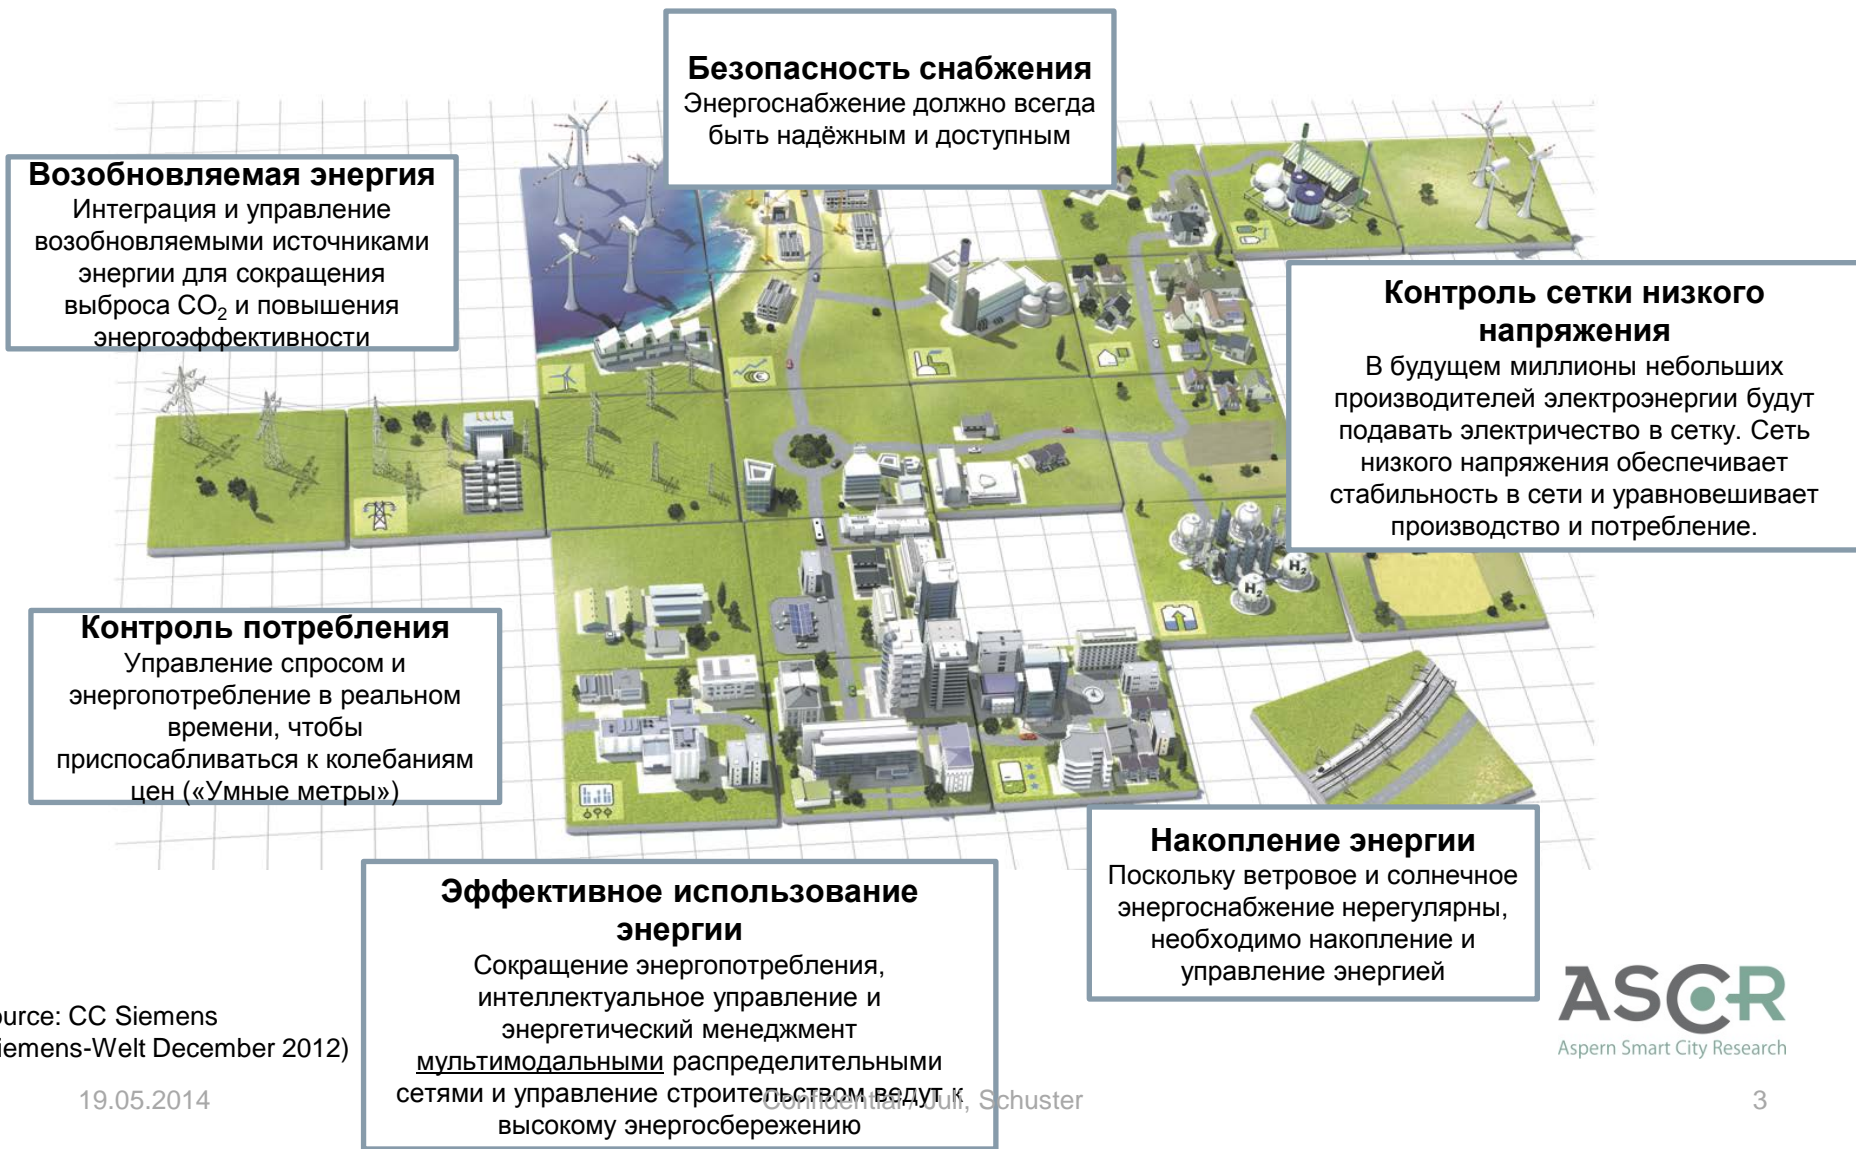 Безопасность снабжения
Энергоснабжение должно всегда
быть надёжным и доступным
Возобновляемая энергия
Интеграция и управление
возобновляемыми источниками
энергии для сокращения
выброса CO₂ и повышения
энергоэффективности
Контроль сетки низкого
напряжения
В будущем миллионы небольших
производителей электроэнергии будут
подавать электричество в сетку. Сеть
низкого напряжения обеспечивает
стабильность в сети и уравновешивает
производство и потребление.
H₂
H₂
Контроль потребления
Управление спросом и
энергопотребление в реальном
времени, чтобы
приспосабливаться к колебаниям
цен («Умные метры»)
Накопление энергии
Поскольку ветровое и солнечное
энергоснабжение нерегулярны,
необходимо накопление и
управление энергией
Эффективное использование
энергии
Сокращение энергопотребления,
интеллектуальное управление и
энергетический менеджмент
мультимодальными распределительными
сетями и управление строительством ведут к
высокому энергосбережению
ource: CC Siemens
iemens-Welt December 2012)
ASCR
Aspern Smart City Research
19.05.2014
Confidential / Juli, Schuster
3